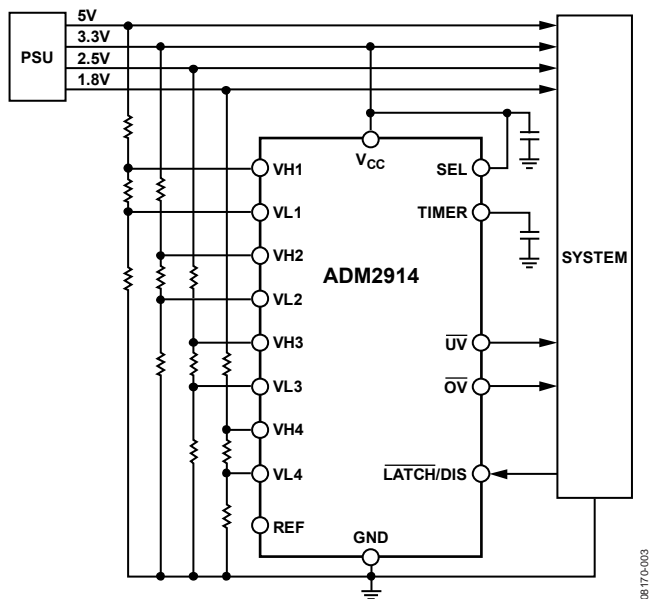 5V
3.3V
PSU
2.5V
1.8V
VCC
VH1
SEL
VL1
TIMER
VH2
SYSTEM
ADM2914
VL2
VH3
UV
VL3
OV
VH4
VL4
LATCH/DIS
REF
GND
08170-003